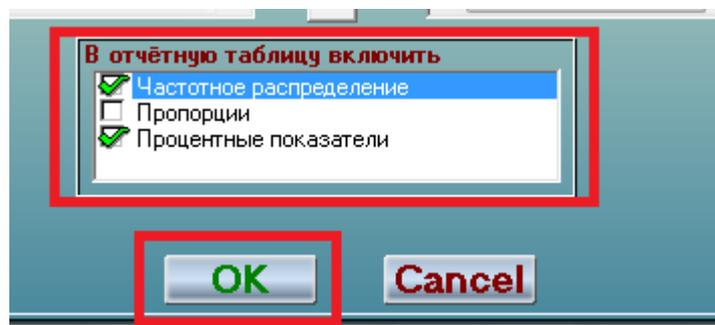 В отчётную таблицу включить
Частотное распределение
Пропорции
Процентные показатели
OK Cancel